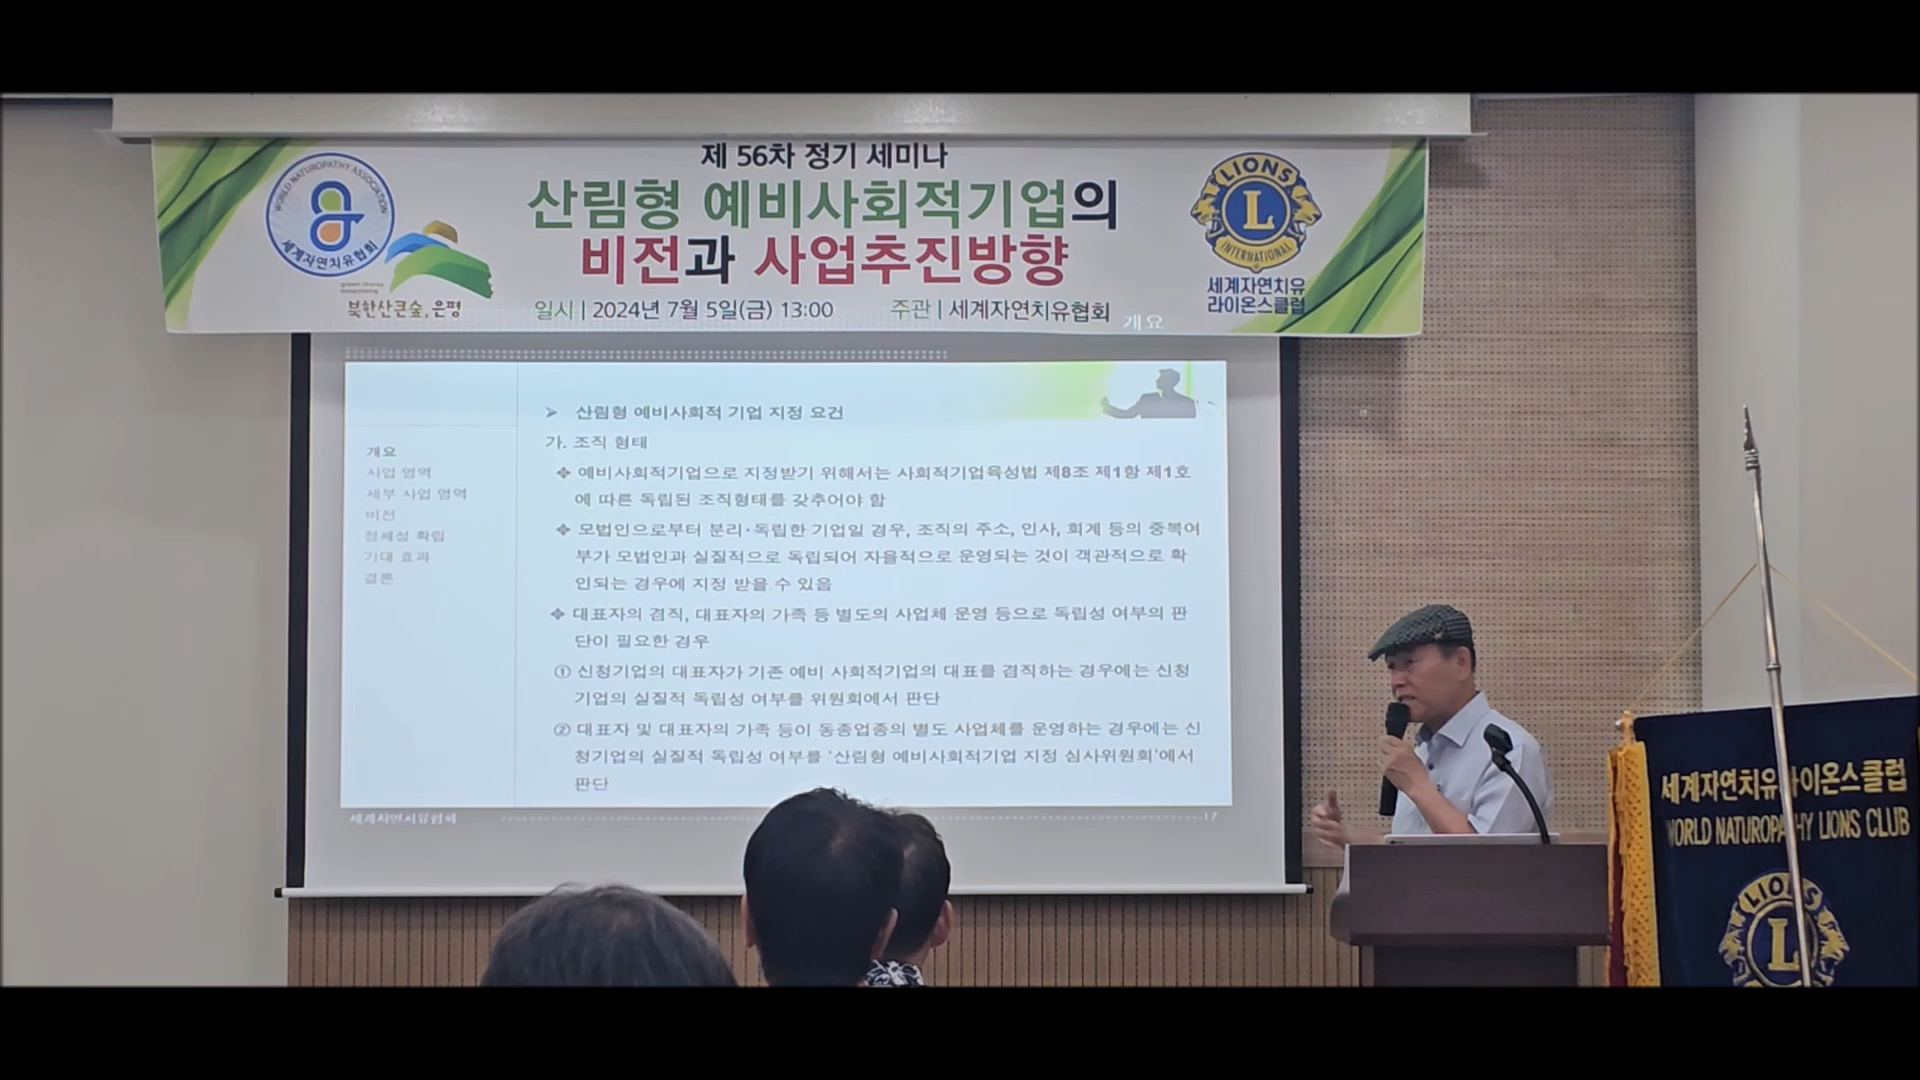 제 56차 정기 세미나
산림형 예비사회적기업의
비전과 사업추진방향
일시 | 2024년 7월 5일(금) 13:00
주관 | 세계자연치유협회
WORLD NATUROPATHY ASSOCIATION
세계자연치유협회
북한산큰숲, 은평
LIONS
L
INTERNATIONAL
세계자연치유
라이온스클럽
개요
개요
사업 영역
세부 사업 영역
비전
정체성 확립
기대 효과
결론
➢ 산림형 예비사회적 기업 지정 요건
가. 조직 형태
❖ 예비사회적기업으로 지정받기 위해서는 사회적기업육성법 제8조 제1항 제1호
에 따른 독립된 조직형태를 갖추어야 함
❖ 모법인으로부터 분리·독립한 기업일 경우, 조직의 주소, 인사, 회계 등의 중복여
부가 모법인과 실질적으로 독립되어 자율적으로 운영되는 것이 객관적으로 확
인되는 경우에 지정 받을 수 있음
❖ 대표자의 겸직, 대표자의 가족 등 별도의 사업체 운영 등으로 독립성 여부의 판
단이 필요한 경우
① 신청기업의 대표자가 기존 예비 사회적기업의 대표를 겸직하는 경우에는 신청
기업의 실질적 독립성 여부를 위원회에서 판단
② 대표자 및 대표자의 가족 등이 동종업종의 별도 사업체를 운영하는 경우에는 신
청기업의 실질적 독립성 여부를 '산림형 예비사회적기업 지정 심사위원회'에서
판단
세계자연치유협회
17
세계자연치유라이온스클럽
WORLD NATUROPATHY LIONS CLUB
LIONS
L